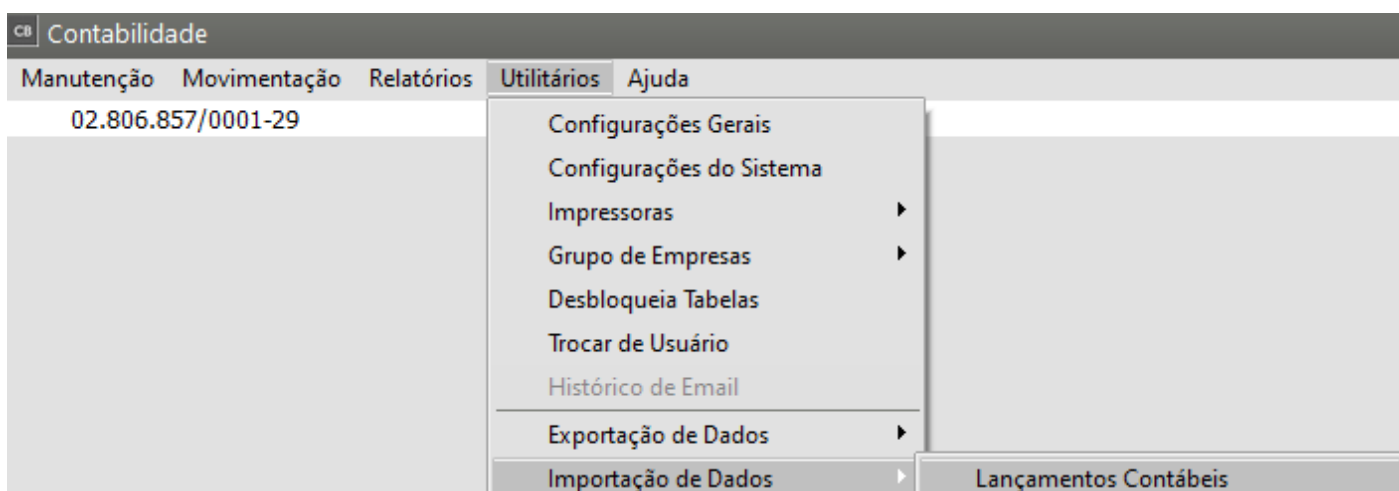 CB Contabilidade
Manutenção Movimentação Relatórios Utilitários Ajuda
02.806.857/0001-29
Configurações Gerais
Configurações do Sistema
Impressoras
Grupo de Empresas
Desbloqueia Tabelas
Trocar de Usuário
Histórico de Email
Exportação de Dados
Importação de Dados Lançamentos Contábeis